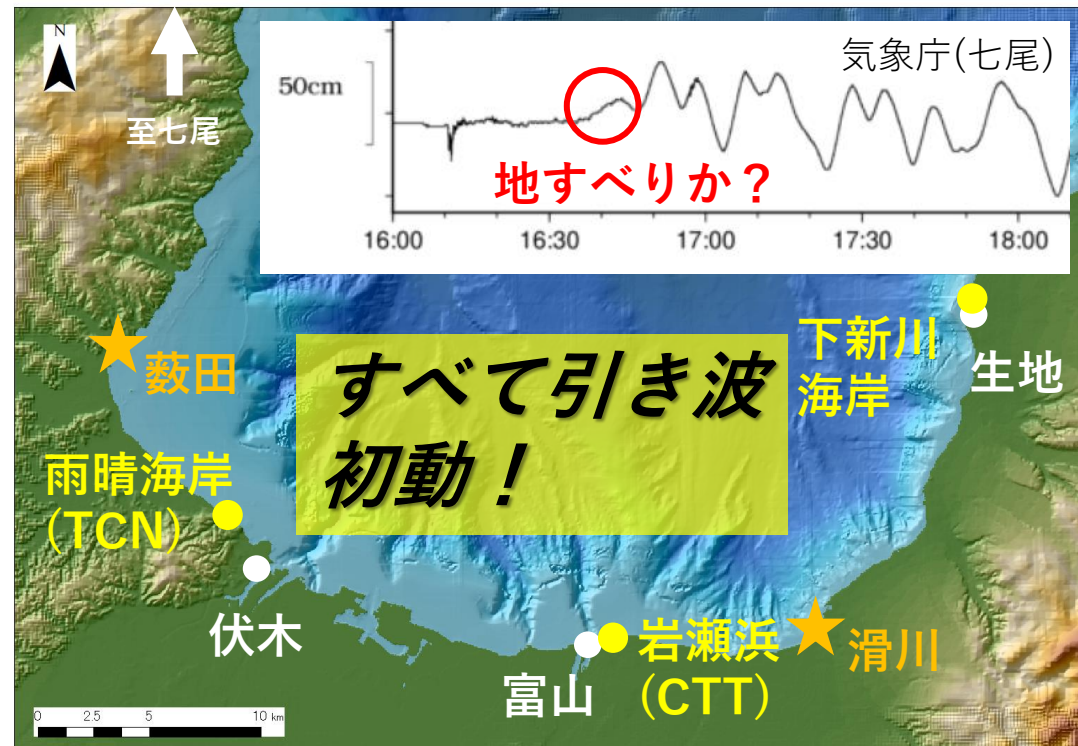 N
至七尾
50cm
気象庁(七尾)
地すべりか？
16:00
16:30
17:00
17:30
18:00
すべて引き波
初動！
下新川
海岸
生地
薮田
雨晴海岸
(TCN)
伏木
富山
岩瀬浜
(CTT)
滑川
0 2.5 5 10 km